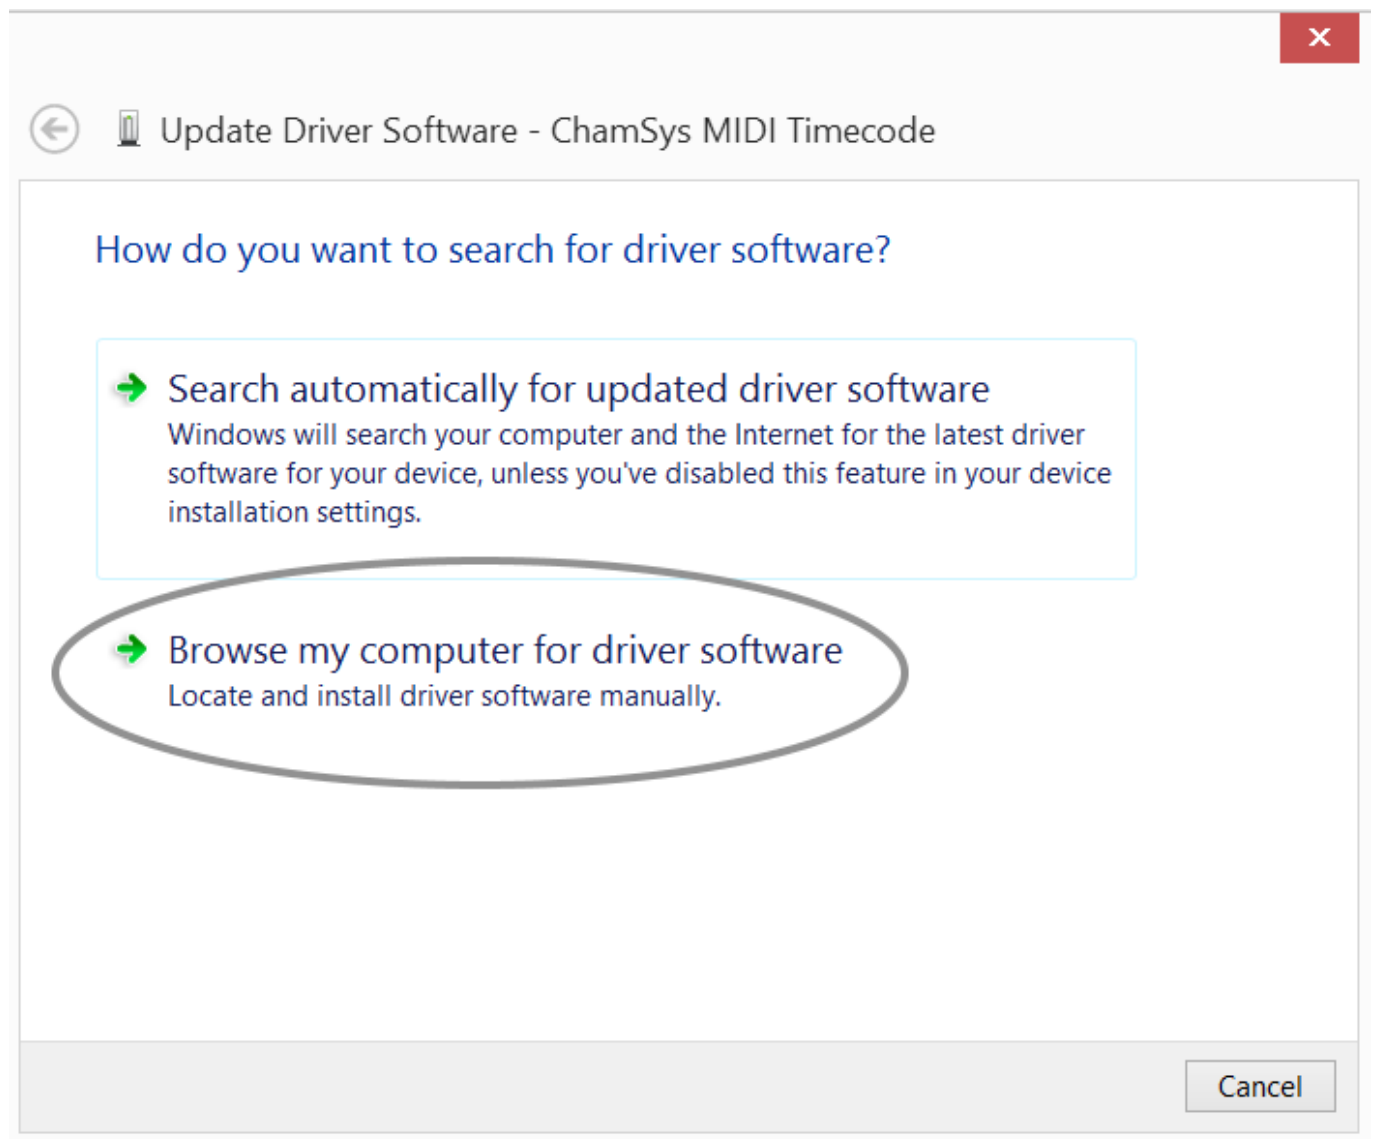 Update Driver Software - ChamSys MIDI Timecode
How do you want to search for driver software?
Search automatically for updated driver software
Windows will search your computer and the Internet for the latest driver
software for your device, unless you've disabled this feature in your device
installation settings.
Browse my computer for driver software
Locate and install driver software manually.
Cancel